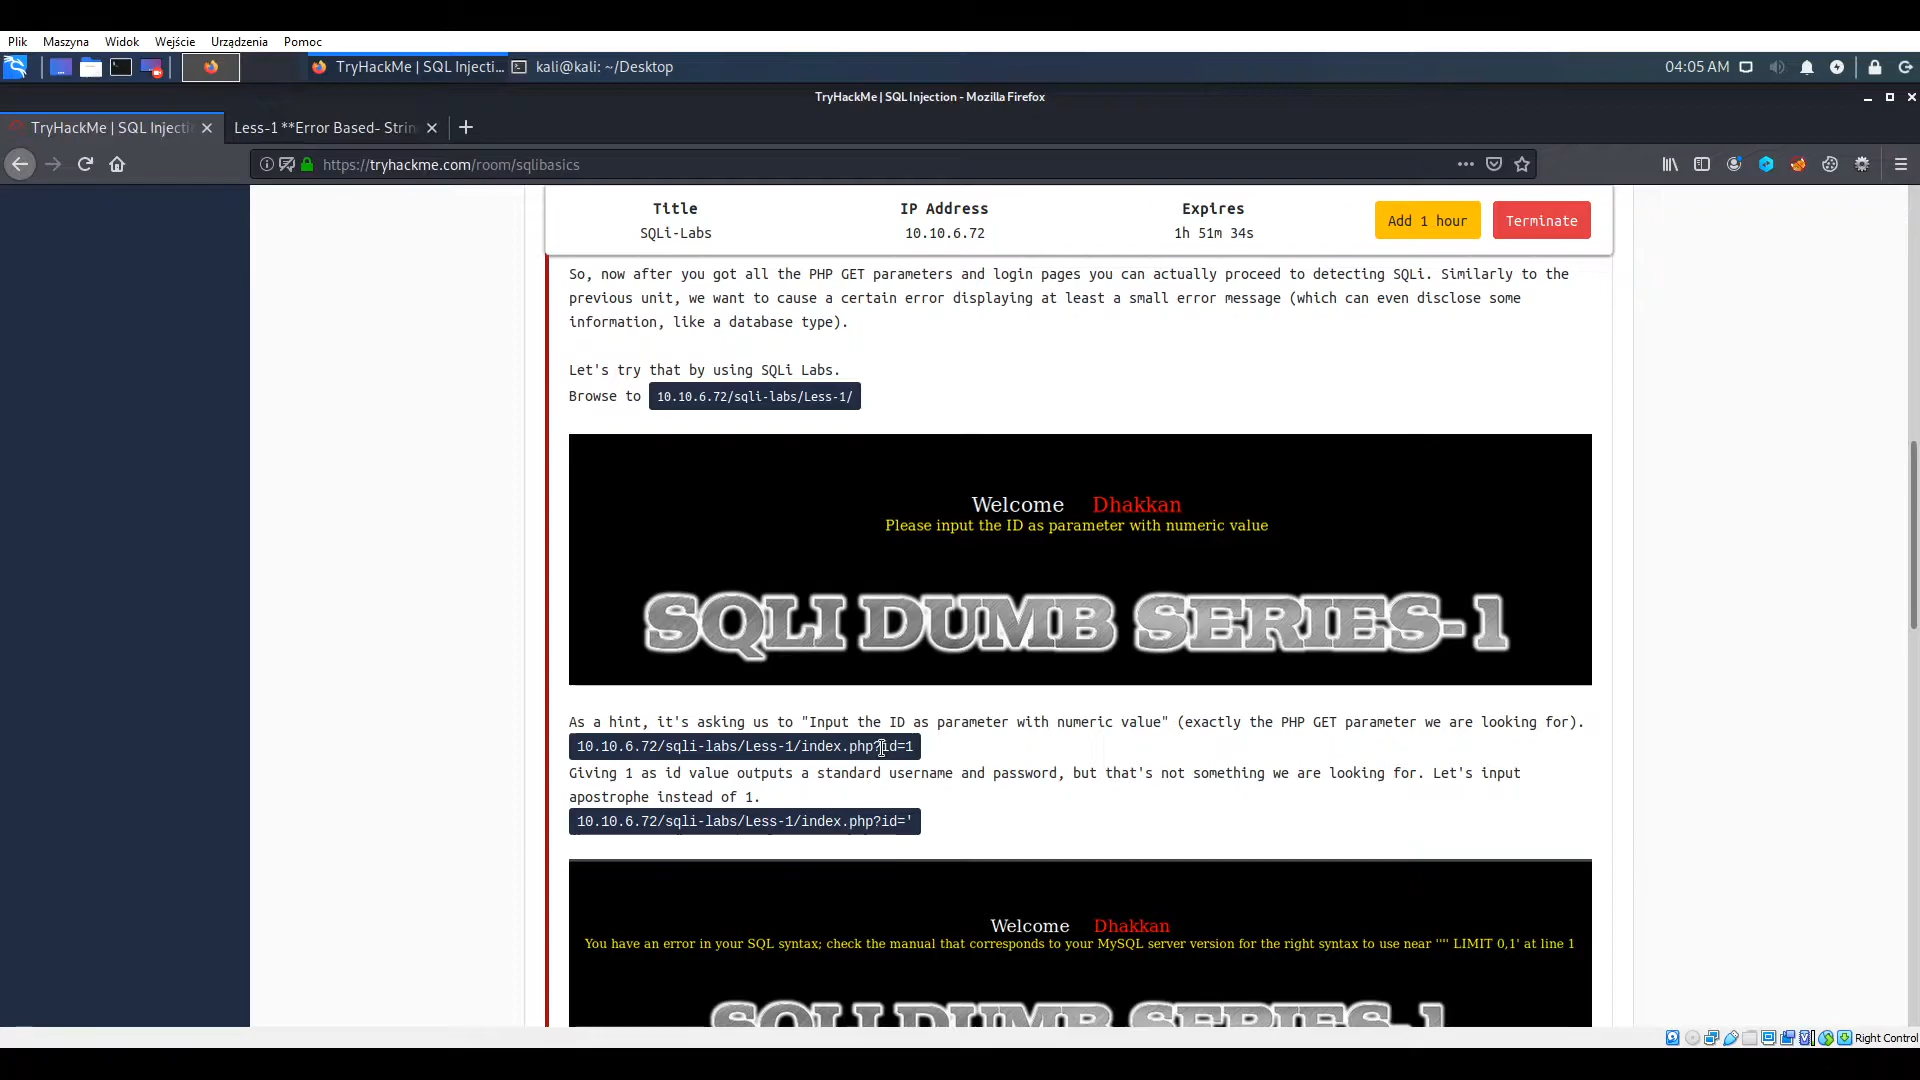 Plik Maszyna Widok Wejście Urządzenia Pomoc
TryHackMe | SQL Injecti... kali@kali: ~/Desktop 04:05 AM
TryHackMe | SQL Injection - Mozilla Firefox
TryHackMe | SQL Injecti Less-1 **Error Based- Strin
https://tryhackme.com/room/sqlibasics
Title IP Address Expires
SQLi-Labs 10.10.6.72 1h 51m 34s Add 1 hour Terminate
So, now after you got all the PHP GET parameters and login pages you can actually proceed to detecting SQLi. Similarly to the
previous unit, we want to cause a certain error displaying at least a small error message (which can even disclose some
information, like a database type).
Let's try that by using SQLi Labs.
Browse to 10.10.6.72/sqli-labs/Less-1/
Welcome Dhakkan
Please input the ID as parameter with numeric value
SQLI DUMB SERIES-1
As a hint, it's asking us to "Input the ID as parameter with numeric value" (exactly the PHP GET parameter we are looking for).
10.10.6.72/sqli-labs/Less-1/index.php?id=1
Giving 1 as id value outputs a standard username and password, but that's not something we are looking for. Let's input
apostrophe instead of 1.
10.10.6.72/sqli-labs/Less-1/index.php?id='
Welcome Dhakkan
You have an error in your SQL syntax; check the manual that corresponds to your MySQL server version for the right syntax to use near '''' LIMIT 0,1' at line 1
SQLI DUMB SERIES-1
Right Control